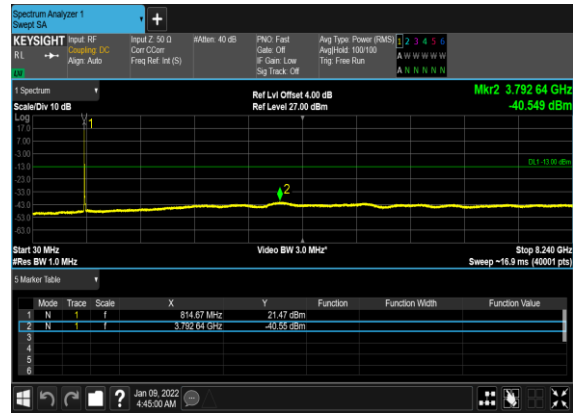 Spectrum Analyzer 1
Swept SA
KEYSIGHT Input: RF Input Z: 50 Ω #Atten: 40 dB PNO: Fast Avg Type: Power (RMS) 1 2 3 4 5 6
RL Coupling: DC Corr CCorr Gate: Off Avg|Hold: 100/100 A W W W W W
Align: Auto Freq Ref: Int (S) IF Gain: Low Trig: Free Run
Sig Track: Off A N N N N N
1 Spectrum Ref Lvl Offset 4.00 dB Mkr2 3.792 64 GHz
Scale/Div 10 dB Ref Level 27.00 dBm -40.549 dBm
Log
17.0 1
7.00
-3.00
-13.0 DL1 -13.00 dBm
-23.0
-33.0 2
-43.0
-53.0
-63.0
Start 30 MHz Video BW 3.0 MHz* Stop 8.240 GHz
#Res BW 1.0 MHz Sweep ~16.9 ms (40001 pts)
5 Marker Table
Mode Trace Scale X Y Function Function Width Function Value
1 N 1 f 814.67 MHz 21.47 dBm
2 N 1 f 3.792 64 GHz -40.55 dBm
3
4
5
6
? Jan 09, 2022
4:45:00 AM